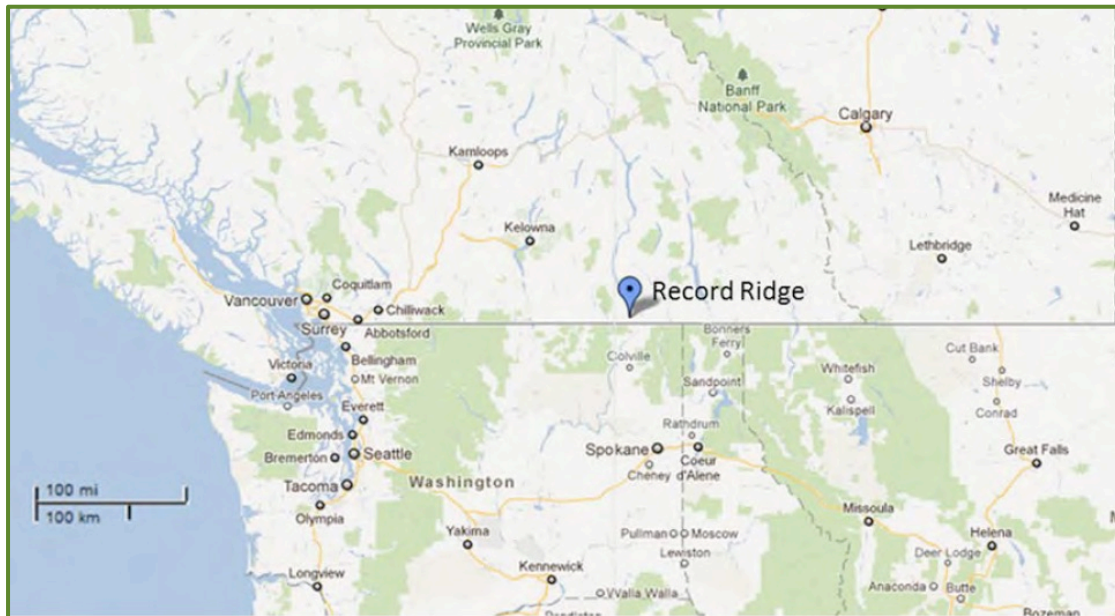 Wells Gray
Provincial Park
Banff
National Park
Calgary
Kamloops
Medicine
Hat
Kelowna
Lethbridge
Record Ridge
Coquitlam
Vancouver
Chilliwack
Surrey
Abbotsford
Bonners
Ferry
Bellingham
Colville
Cut Bank
Victoria
Mt Vernon
Whitefish
Shelby
Port Angeles
Sandpoint
Kalispell
Conrad
Everett
Rathdrum
Edmonds
Spokane
Great Falls
Bremerton
Seattle
Coeur
d'Alene
Cheney
Washington
Tacoma
100 mi
100 km
Olympia
Missoula
Yakima
Pullman
Moscow
Helena
Lewiston
Deer Lodge
Longview
Kennewick
Anaconda
Butte
Walla Walla
Bozeman